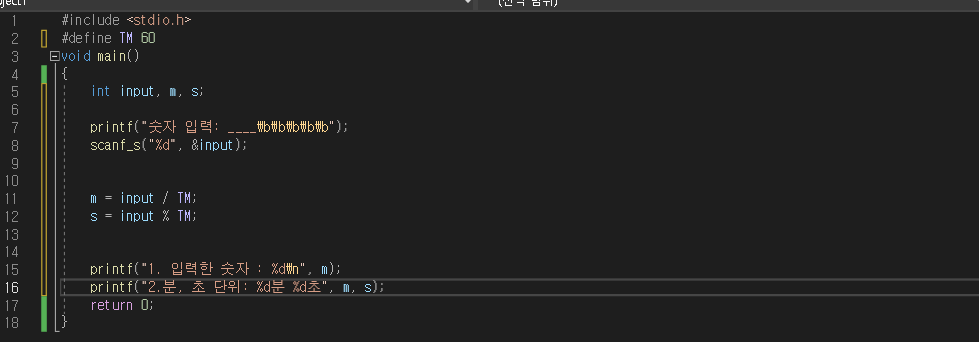 (전역 범위)
1 #include <stdio.h>
2 #define TM 60
3 void main()
4 {
5 int input, m, s;
6
7 printf("숫자 입력: ____₩b₩b₩b₩b₩b");
8 scanf_s("%d", &input);
9
10
11 m = input / TM;
12 s = input % TM;
13
14
15 printf("1. 입력한 숫자 : %d₩n", m);
16 printf("2.분, 초 단위: %d분 %d초", m, s);
17 return 0;
18 }